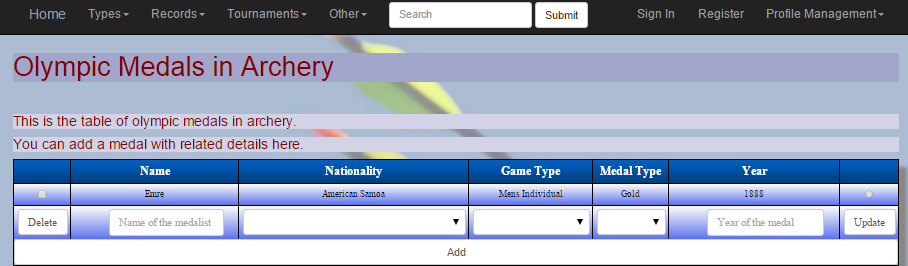 Home Types Records Tournaments Other Search Submit Sign In Register Profile Management
Olympic Medals in Archery
This is the table of olympic medals in archery.
You can add a medal with related details here.
Name Nationality Game Type Medal Type Year
Emre American Samoa Mens Individual Gold 1888
Delete Name of the medalist Year of the medal Update
Add